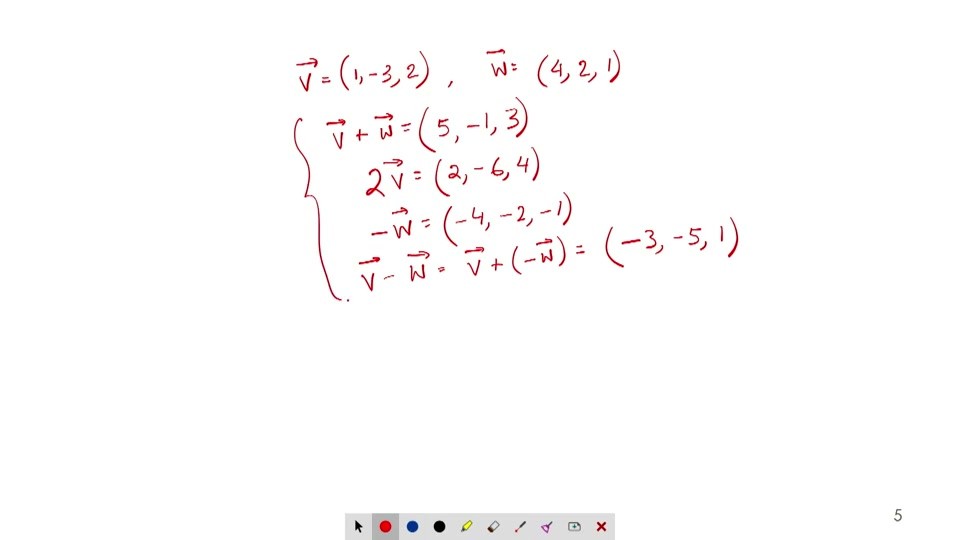 v⃗ = (1, -3, 2) , w⃗ = (4, 2, 1)
v⃗ + w⃗ = (5, -1, 3)
2v⃗ = (2, -6, 4)
-w⃗ = (-4, -2, -1)
v⃗ - w⃗ = v⃗ + (-w⃗) = (-3, -5, 1)
5